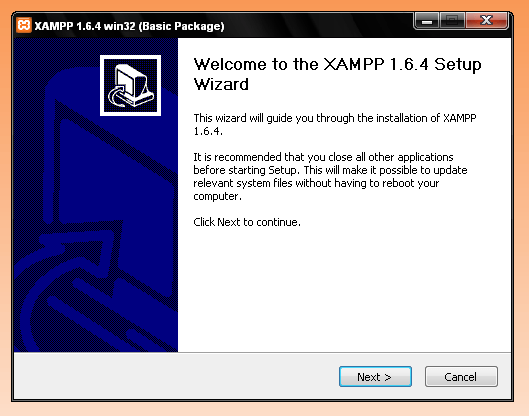 XAMPP 1.6.4 win32 (Basic Package)
Welcome to the XAMPP 1.6.4 Setup
Wizard
This wizard will guide you through the installation of XAMPP
1.6.4.
It is recommended that you close all other applications
before starting Setup. This will make it possible to update
relevant system files without having to reboot your
computer.
Click Next to continue.
Next >
Cancel